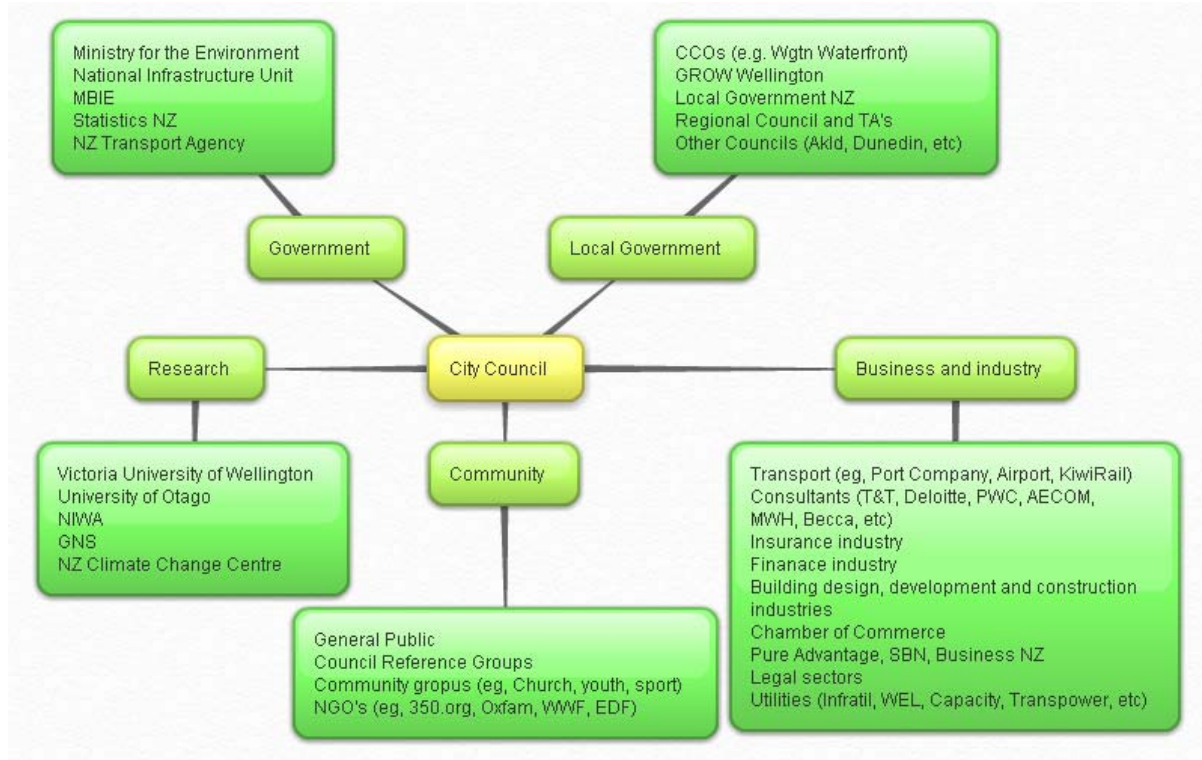 Ministry for the Environment
National Infrastructure Unit
MBIE
Statistics NZ
NZ Transport Agency
CCOs (e.g. Wgtn Waterfront)
GROW Wellington
Local Government NZ
Regional Council and TA's
Other Councils (Akld, Dunedin, etc)
Government
Local Government
Research
City Council
Business and industry
Victoria University of Wellington
University of Otago
NIWA
GNS
NZ Climate Change Centre
Community
Transport (eg, Port Company, Airport, KiwiRail)
Consultants (T&T, Deloitte, PWC, AECOM,
MWH, Becca, etc)
Insurance industry
Finanace industry
Building design, development and construction
industries
Chamber of Commerce
Pure Advantage, SBN, Business NZ
Legal sectors
Utilities (Infratil, WEL, Capacity, Transpower, etc)
General Public
Council Reference Groups
Community gropus (eg, Church, youth, sport)
NGO's (eg, 350.org, Oxfam, WWF, EDF)